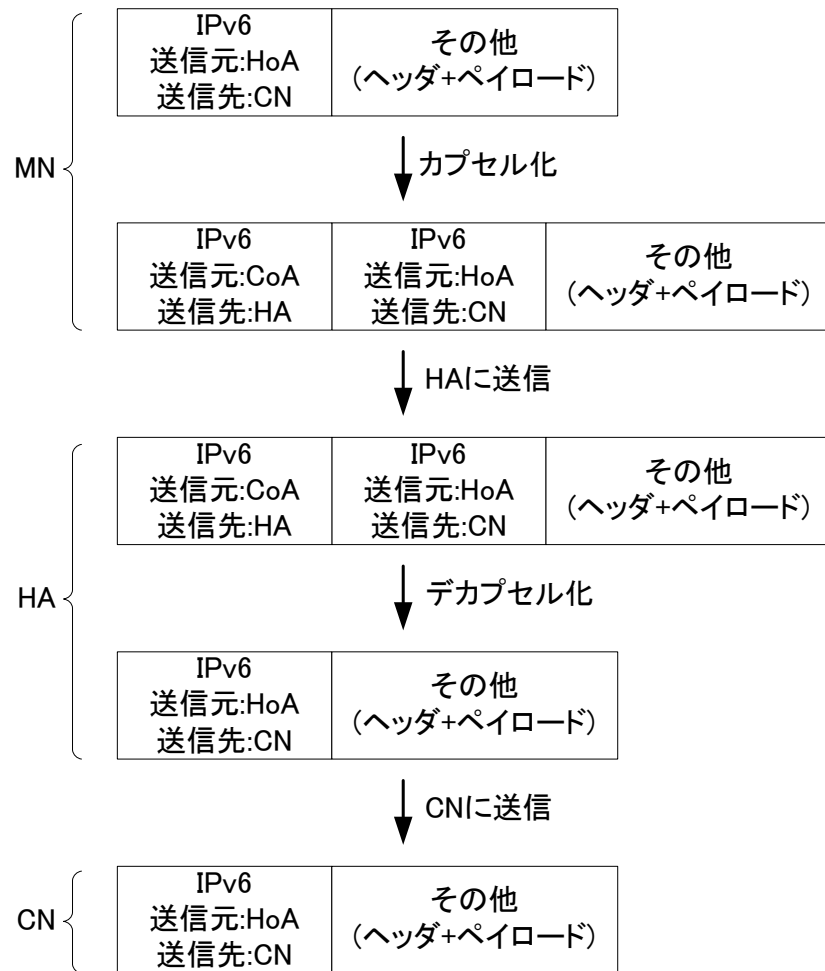 IPv6
送信元:HoA
送信先:CN
その他
(ヘッダ+ペイロード)
MN
カプセル化
IPv6
送信元:CoA
送信先:HA
IPv6
送信元:HoA
送信先:CN
その他
(ヘッダ+ペイロード)
HAに送信
IPv6
送信元:CoA
送信先:HA
IPv6
送信元:HoA
送信先:CN
その他
(ヘッダ+ペイロード)
HA
デカプセル化
IPv6
送信元:HoA
送信先:CN
その他
(ヘッダ+ペイロード)
CNに送信
CN
IPv6
送信元:HoA
送信先:CN
その他
(ヘッダ+ペイロード)